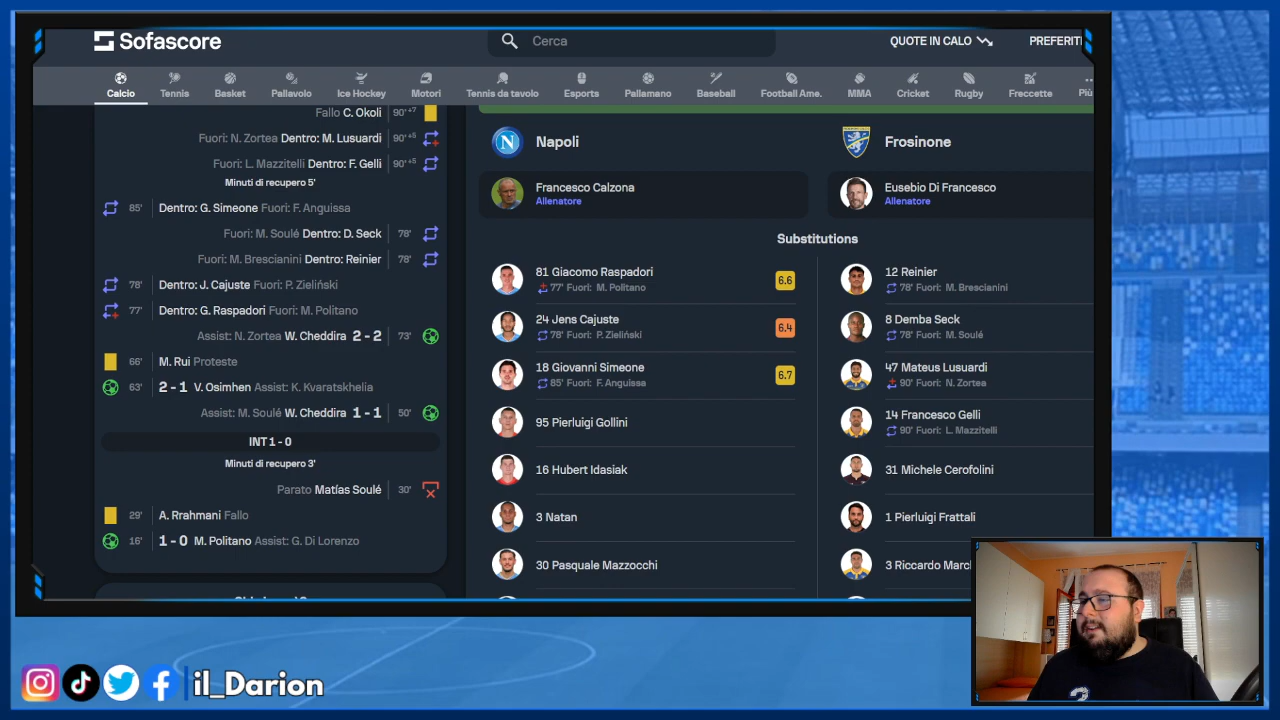 Sofascore
Cerca
QUOTE IN CALO
PREFERITI
Calcio
Tennis
Basket
Pallavolo
Ice Hockey
Motori
Tennis da tavolo
Esports
Pallamano
Baseball
Football Ame.
MMA
Cricket
Rugby
Freccette
Fallo C. Okoli 90'+7
Fuori: N. Zortea Dentro: M. Lusuardi 90'+5
Fuori: L. Mazzitelli Dentro: F. Gelli 90'+5
Minuti di recupero 5'
85' Dentro: G. Simeone Fuori: F. Anguissa
Fuori: M. Soulé Dentro: D. Seck 78'
Fuori: M. Brescianini Dentro: Reinier 78'
78' Dentro: J. Cajuste Fuori: P. Zieliński
77' Dentro: G. Raspadori Fuori: M. Politano
Assist: N. Zortea W. Cheddira 2 - 2 73'
66' M. Rui Proteste
63' 2 - 1 V. Osimhen Assist: K. Kvaratskhelia
Assist: M. Soulé W. Cheddira 1 - 1 50'
INT 1 - 0
Minuti di recupero 3'
Parato Matías Soulé 30'
29' A. Rrahmani Fallo
16' 1 - 0 M. Politano Assist: G. Di Lorenzo
N
Napoli
Frosinone
Francesco Calzona
Allenatore
Eusebio Di Francesco
Allenatore
Substitutions
81 Giacomo Raspadori
77' Fuori: M. Politano
6.6
24 Jens Cajuste
78' Fuori: P. Zieliński
6.4
18 Giovanni Simeone
85' Fuori: F. Anguissa
6.7
95 Pierluigi Gollini
16 Hubert Idasiak
3 Natan
30 Pasquale Mazzocchi
12 Reinier
78' Fuori: M. Brescianini
8 Demba Seck
78' Fuori: M. Soulé
47 Mateus Lusuardi
90' Fuori: N. Zortea
14 Francesco Gelli
90' Fuori: L. Mazzitelli
31 Michele Cerofolini
1 Pierluigi Frattali
3 Riccardo
il_Darion